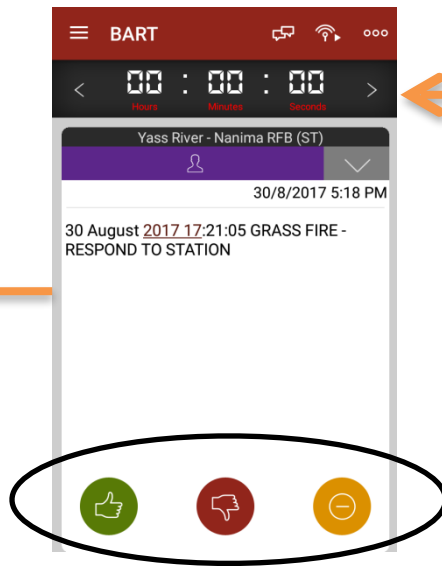 BART
00 : 00 : 00
Hours Minutes Seconds
Yass River - Nanima RFB (ST)
30/8/2017 5:18 PM
30 August 2017 17:21:05 GRASS FIRE -
RESPOND TO STATION